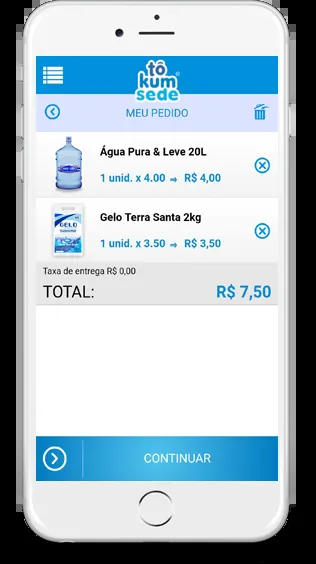 tô
kum
sede
MEU PEDIDO
Água Pura & Leve 20L
1 unid. x 4.00 ⇒ R$ 4,00
GELO
Gelo Terra Santa 2kg
1 unid. x 3.50 ⇒ R$ 3,50
Taxa de entrega R$ 0,00
TOTAL: R$ 7,50
CONTINUAR